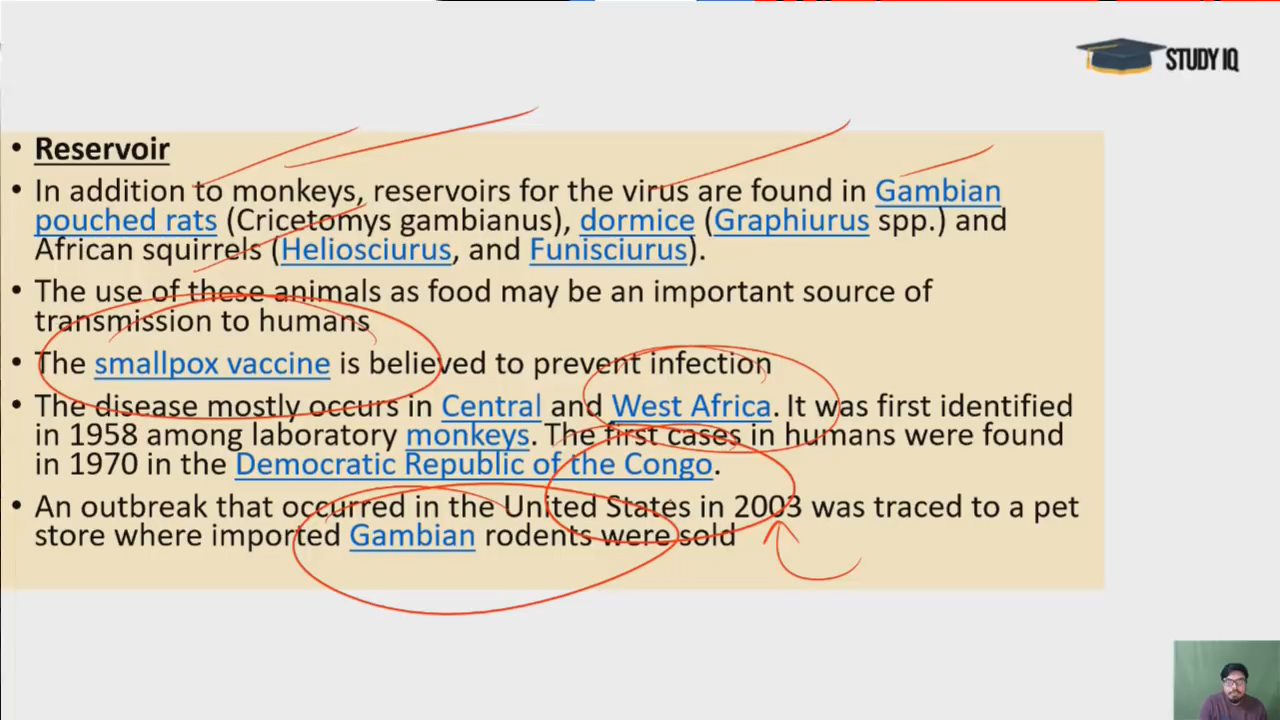 STUDY IQ
• Reservoir
• In addition to monkeys, reservoirs for the virus are found in Gambian
pouched rats (Cricetomys gambianus), dormice (Graphiurus spp.) and
African squirrels (Heliosciurus, and Funisciurus).
• The use of these animals as food may be an important source of
transmission to humans
• The smallpox vaccine is believed to prevent infection
• The disease mostly occurs in Central and West Africa. It was first identified
in 1958 among laboratory monkeys. The first cases in humans were found
in 1970 in the Democratic Republic of the Congo.
• An outbreak that occurred in the United States in 2003 was traced to a pet
store where imported Gambian rodents were sold